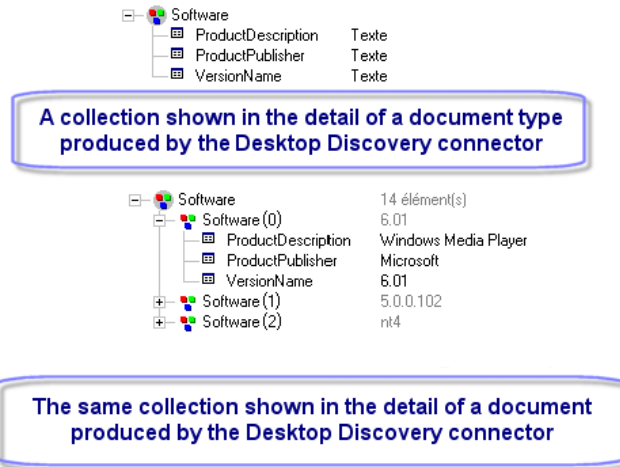 Software
ProductDescription Texte
ProductPublisher Texte
VersionName Texte
A collection shown in the detail of a document type
produced by the Desktop Discovery connector
Software 14 élément(s)
Software (0) 6.01
ProductDescription Windows Media Player
ProductPublisher Microsoft
VersionName 6.01
Software (1) 5.0.0.102
Software (2) nt4
The same collection shown in the detail of a document
produced by the Desktop Discovery connector